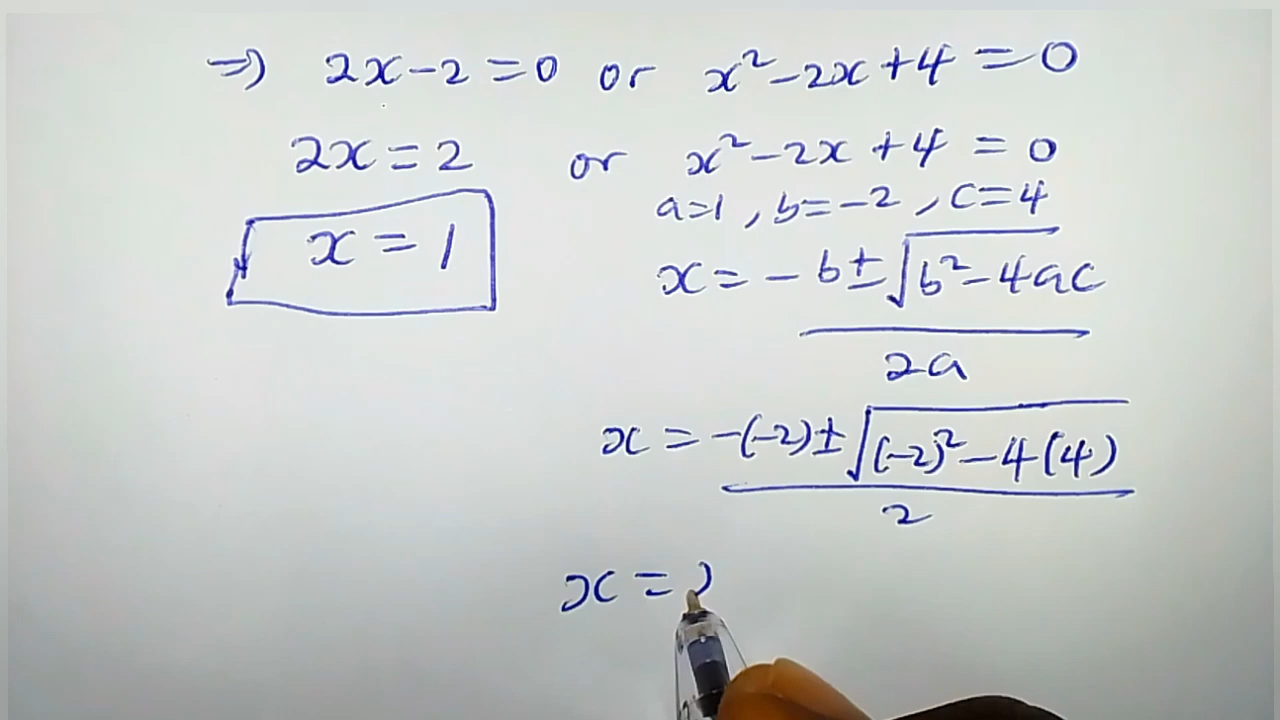 ⇒ 2x-2=0 or x²-2x+4=0
2x=2 or x²-2x+4=0
a=1, b=-2, c=4
x=1
x=-b±√b²-4ac
2a
x=-(-2)±√(-2)²-4(4)
2
x=